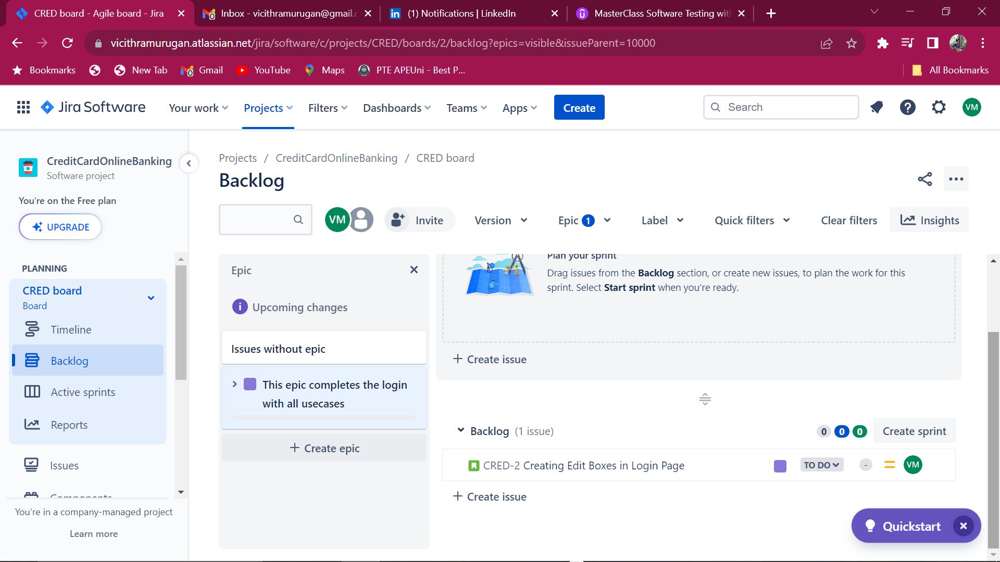 CRED board - Agile board - Jira
Inbox - vicithramurugan@gmail.c
(1) Notifications | LinkedIn
MasterClass Software Testing wit
vicithramurugan.atlassian.net/jira/software/c/projects/CRED/boards/2/backlog?epics=visible&issueParent=10000
Bookmarks
New Tab
Gmail
YouTube
Maps
PTE APEUni - Best P...
All Bookmarks
Jira Software
Your work
Projects
Filters
Dashboards
Teams
Apps
Create
Search
VM
CreditCardOnlineBanking
Software project
You're on the Free plan
UPGRADE
PLANNING
CRED board
Board
Timeline
Backlog
Active sprints
Reports
Issues
Components
You're in a company-managed project
Learn more
Projects / CreditCardOnlineBanking / CRED board
Backlog
VM
Invite
Version
Epic 1
Label
Quick filters
Clear filters
Insights
Epic
Upcoming changes
Issues without epic
This epic completes the login
with all usecases
+ Create epic
Plan your sprint
Drag issues from the Backlog section, or create new issues, to plan the work for this
sprint. Select Start sprint when you're ready.
+ Create issue
Backlog (1 issue)
0 0 0
Create sprint
CRED-2 Creating Edit Boxes in Login Page
TO DO
-
VM
+ Create issue
Quickstart